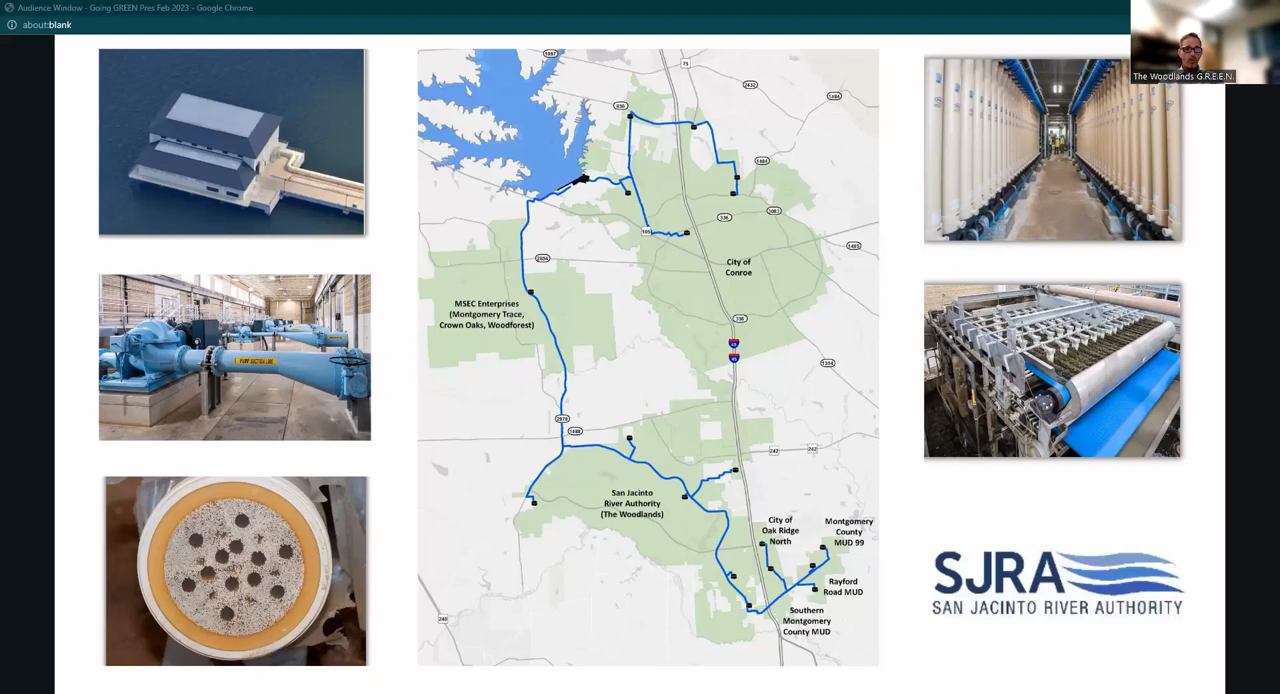 Audience Window - Going GREEN Pres Feb 2023 - Google Chrome
about:blank
The Woodlands G.R.E.E.N.
1097
75
830
2432
1484
1484
336
3083
105
1485
2854
City of
Conroe
MSEC Enterprises
(Montgomery Trace,
Crown Oaks, Woodforest)
336
45
45
1314
2978
1488
242
242
San Jacinto
River Authority
(The Woodlands)
City of
Oak Ridge
North
Montgomery
County
MUD 99
Rayford
Road MUD
Southern
Montgomery
County MUD
249
PUMP SUCTION LINE
SJRA
SAN JACINTO RIVER AUTHORITY